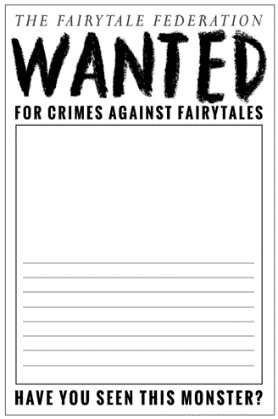 THE FAIRYTALE FEDERATION
WANTED
FOR CRIMES AGAINST FAIRYTALES
HAVE YOU SEEN THIS MONSTER?